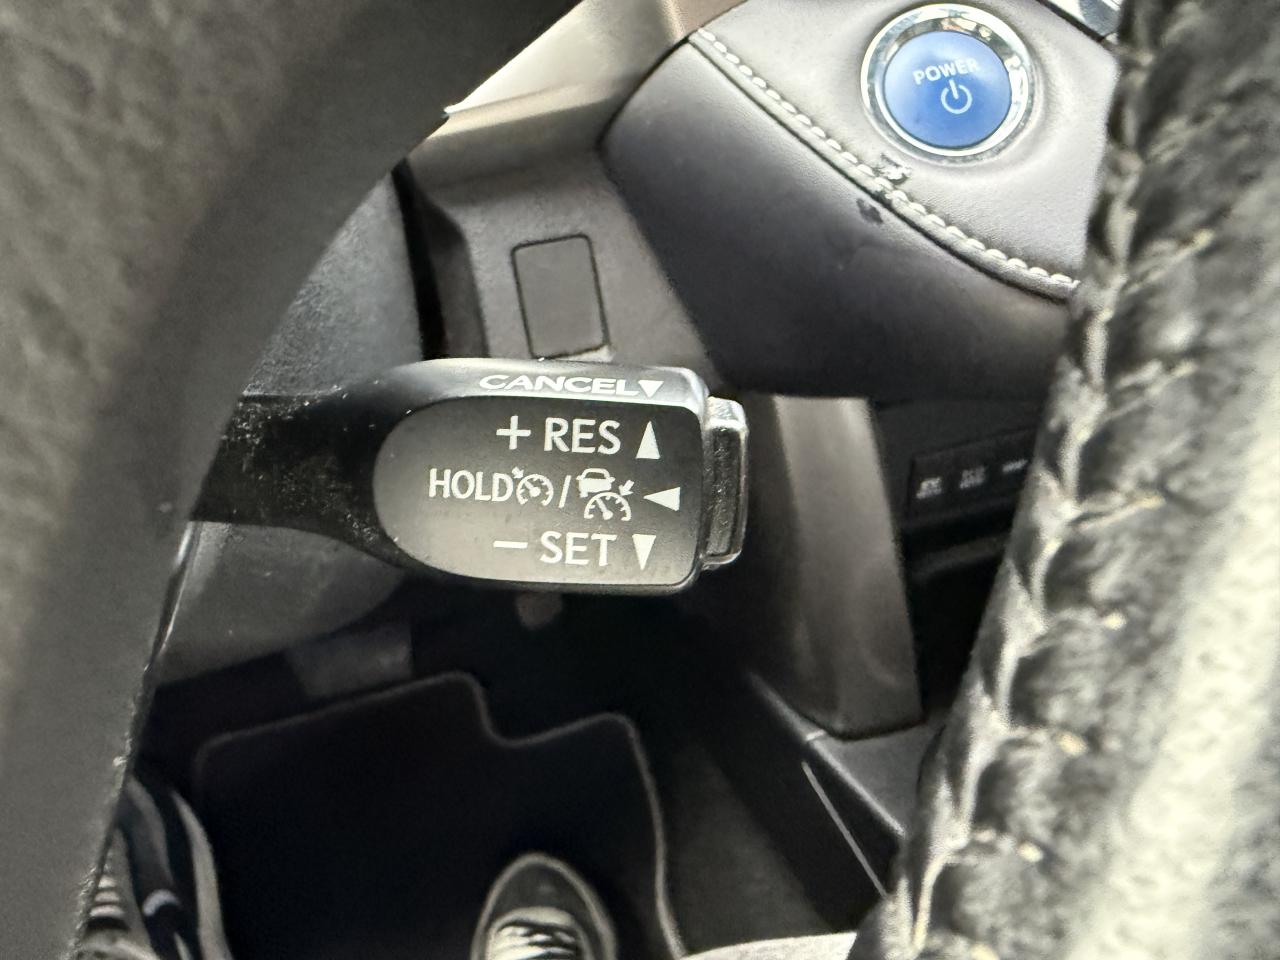 POWER
CANCEL▼
+ RES ▲
HOLD / ◀
− SET ▼